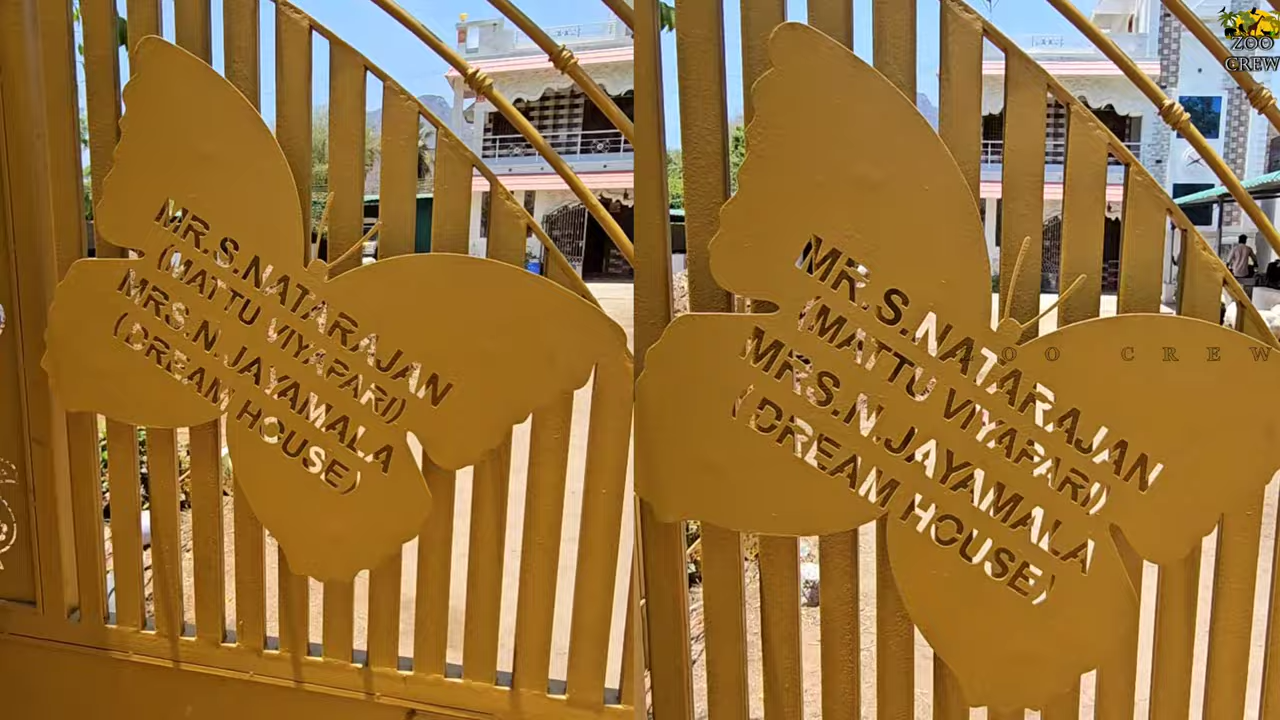 MR.S.NATARAJAN
(MATTU VIYAPARI)
MRS.N.JAYAMALA
(DREAM HOUSE)
MR.S.NATARAJAN
(MATTU VIYAPARI)
MRS.N.JAYAMALA
(DREAM HOUSE)
ZOO
CREW
ZOO CREW